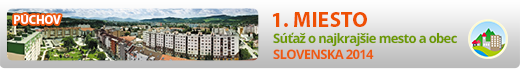 PÚCHOV
1. MIESTO
Súťaž o najkrajšie mesto a obec
SLOVENSKA 2014